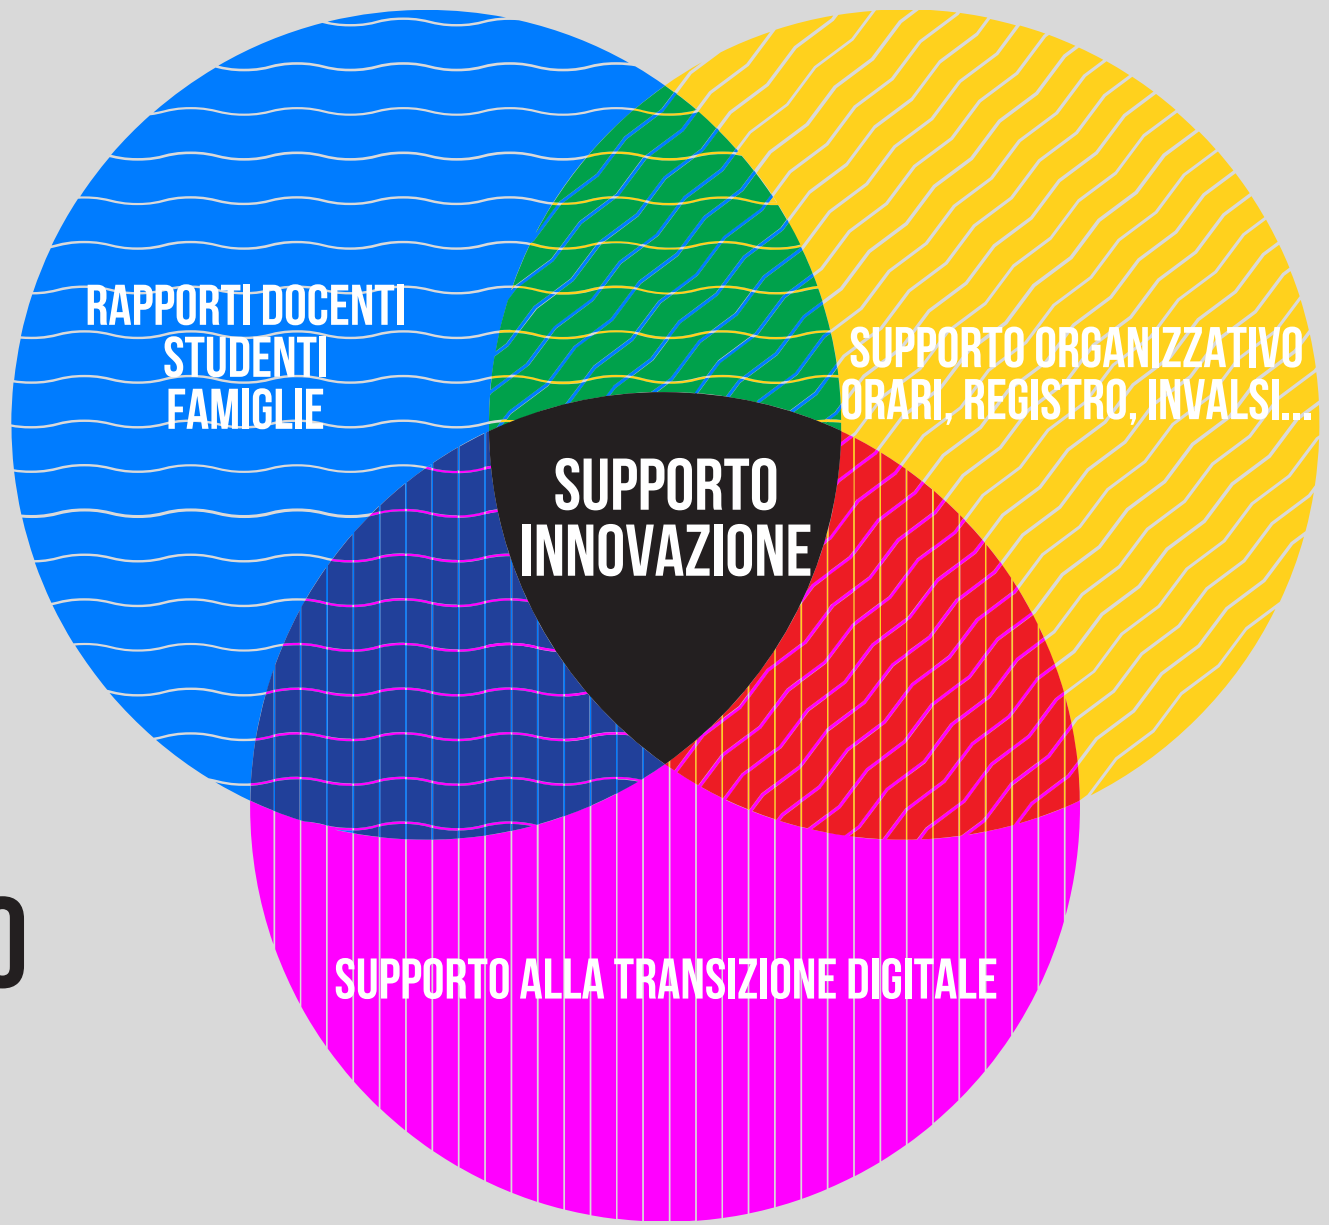 RAPPORTI DOCENTI
STUDENTI
FAMIGLIE
SUPPORTO ORGANIZZATIVO
ORARI, REGISTRO, INVALSI...
SUPPORTO
INNOVAZIONE
SUPPORTO ALLA TRANSIZIONE DIGITALE